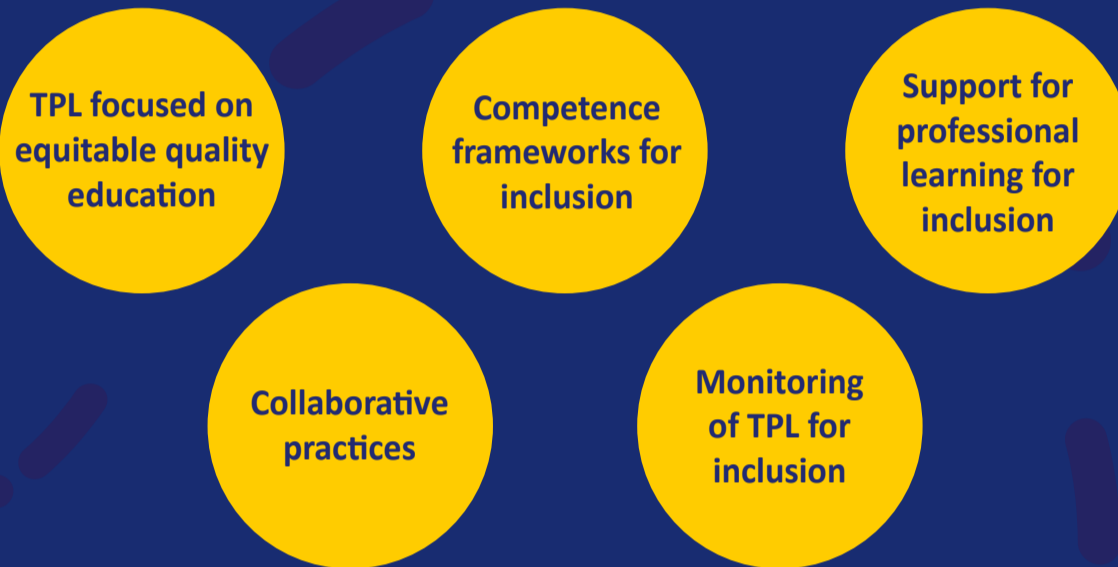 TPL focused on
equitable quality
education
Competence
frameworks for
inclusion
Support for
professional
learning for
inclusion
Collaborative
practices
Monitoring
of TPL for
inclusion